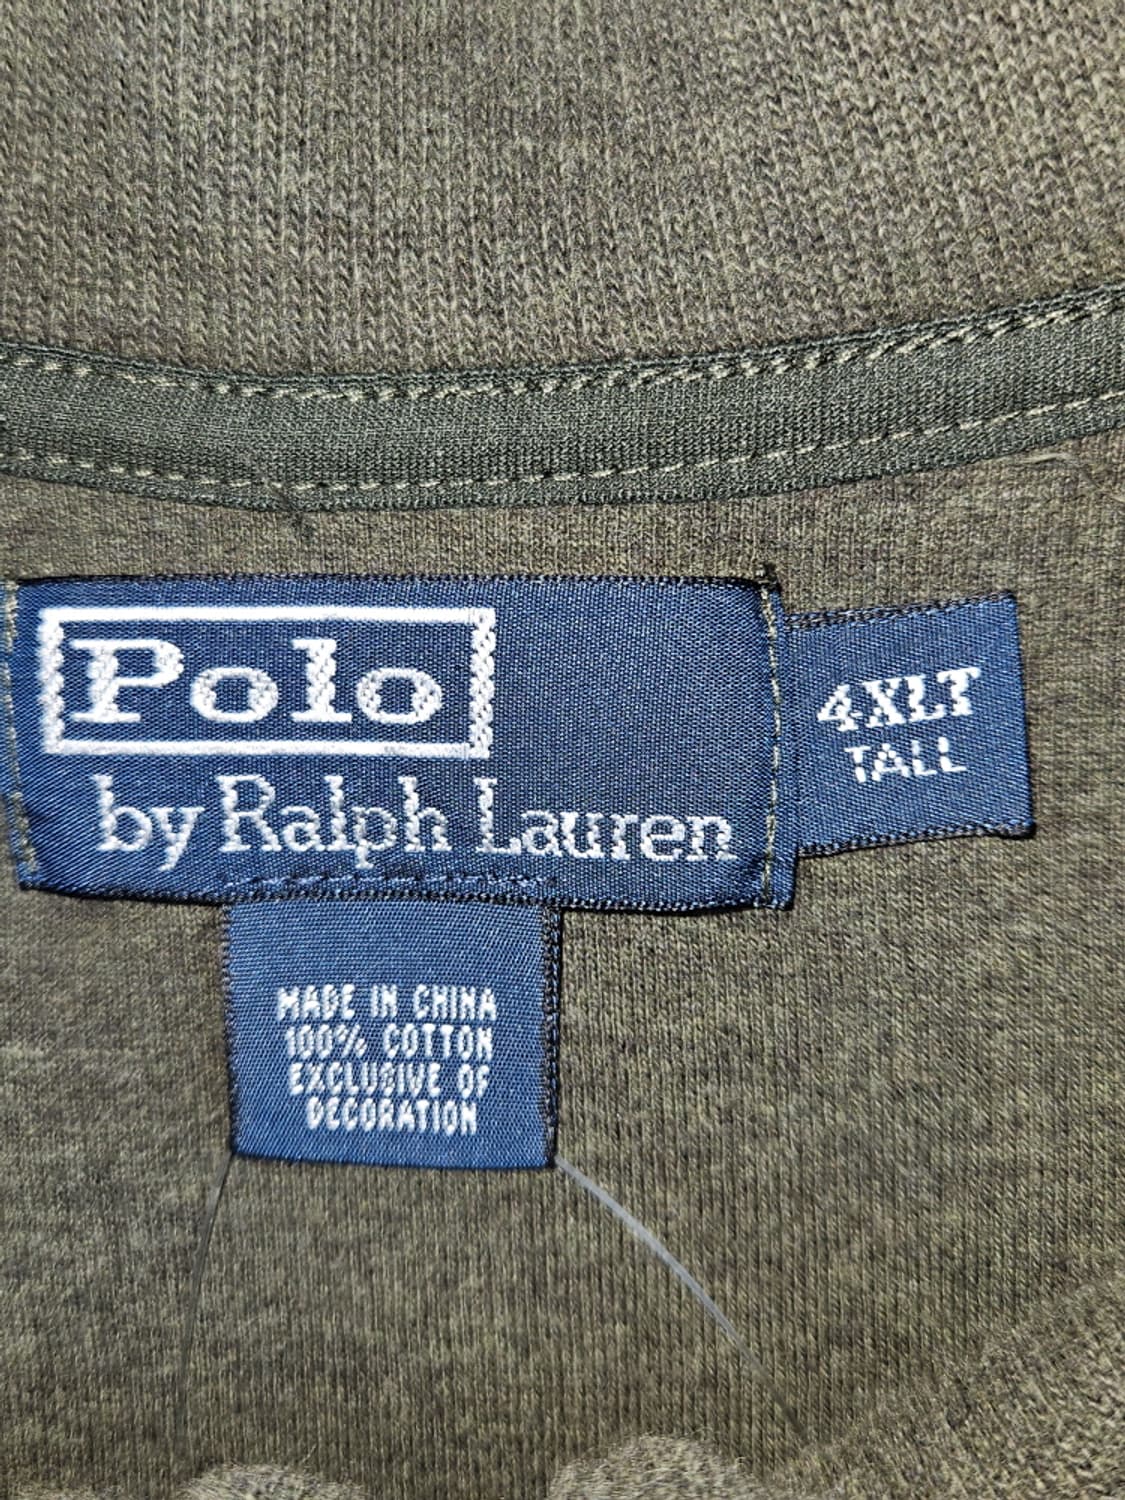 Polo
by Ralph Lauren
4XLT
TALL
MADE IN CHINA
100% COTTON
EXCLUSIVE OF
DECORATION